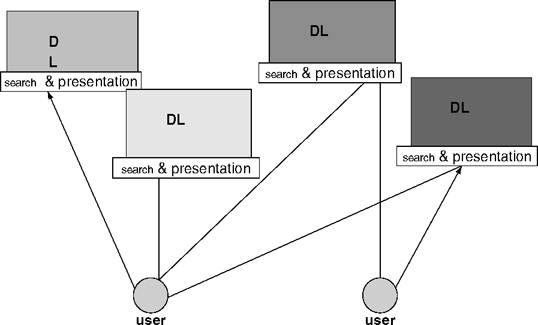 D
L
search & presentation
DL
search & presentation
DL
search & presentation
DL
search & presentation
user
user